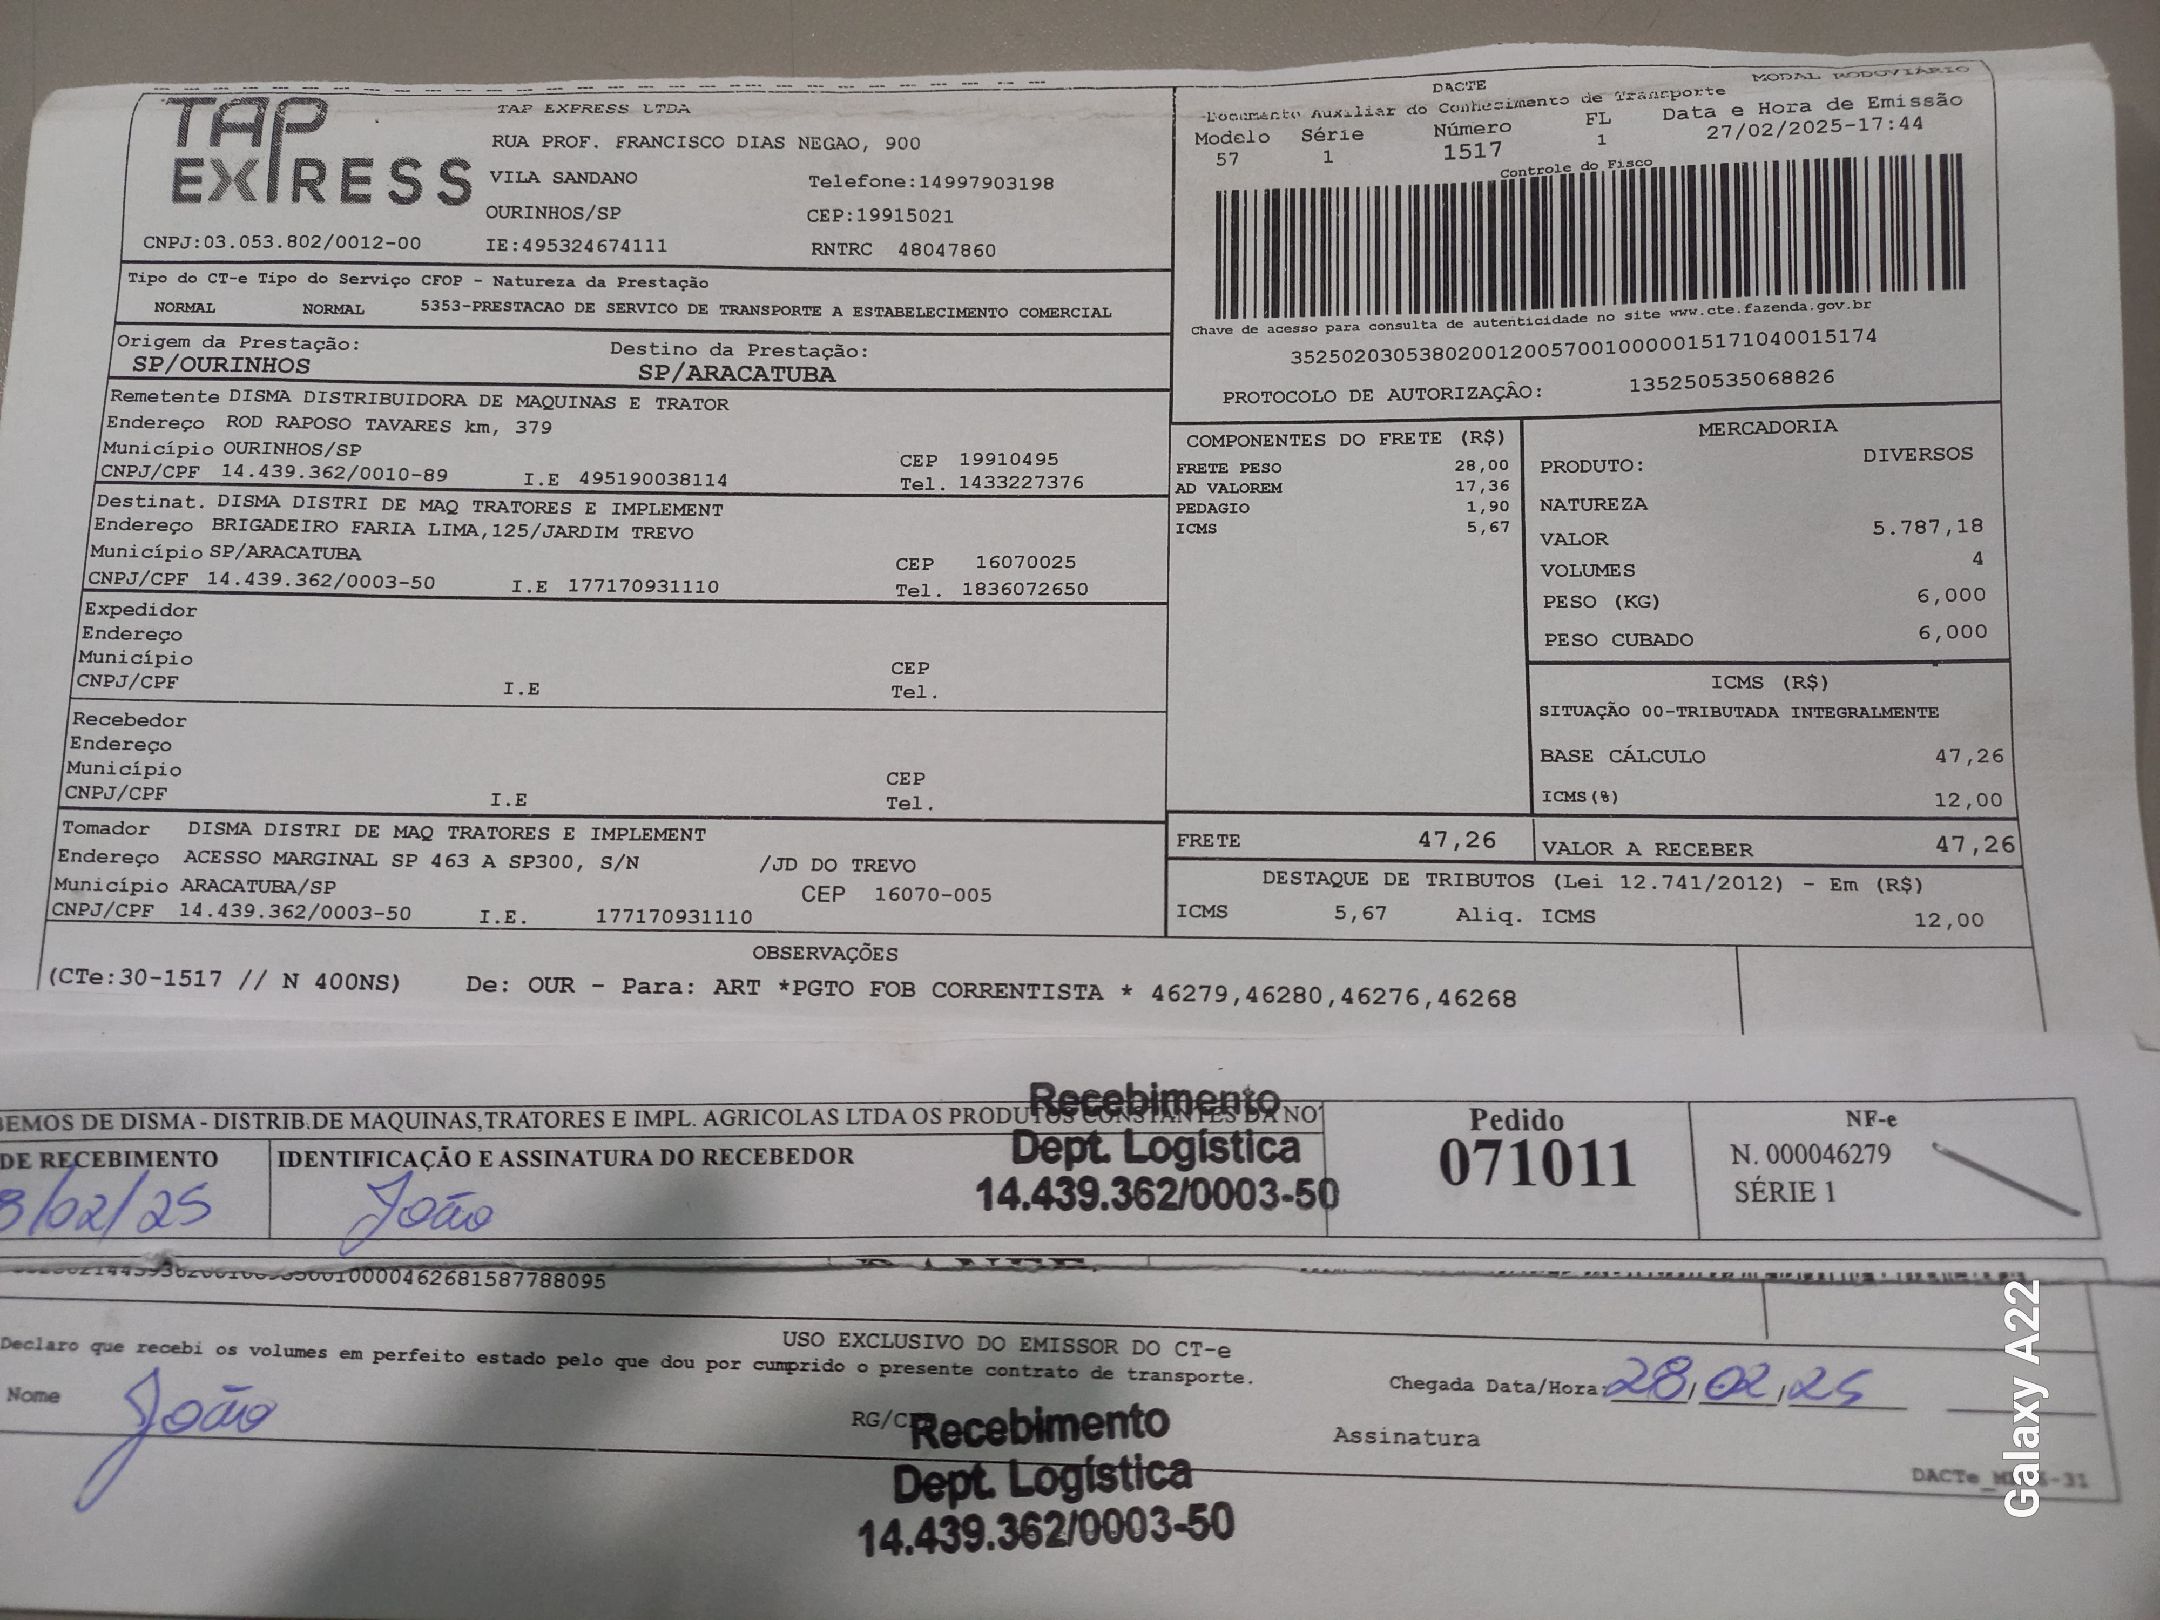 TAP EXPRESS
TAP EXPRESS LTDA
RUA PROF. FRANCISCO DIAS NEGAO, 900
VILA SANDANO Telefone:14997903198
OURINHOS/SP CEP:19915021
CNPJ:03.053.802/0012-00 IE:495324674111 RNTRC 48047860
DACTE MODAL RODOVIÁRIO
Documento Auxiliar do Conhecimento de Transporte
Modelo Série Número FL Data e Hora de Emissão
57 1 1517 1 27/02/2025-17:44
Controle do Fisco
Chave de acesso para consulta de autenticidade no site www.cte.fazenda.gov.br
35250203053802001200570010000015171040015174
PROTOCOLO DE AUTORIZAÇÃO: 135250535068826
Tipo do CT-e Tipo do Serviço CFOP - Natureza da Prestação
NORMAL NORMAL 5353-PRESTACAO DE SERVICO DE TRANSPORTE A ESTABELECIMENTO COMERCIAL
Origem da Prestação: Destino da Prestação:
SP/OURINHOS SP/ARACATUBA
Remetente DISMA DISTRIBUIDORA DE MAQUINAS E TRATOR
Endereço ROD RAPOSO TAVARES km, 379
Município OURINHOS/SP CEP 19910495
CNPJ/CPF 14.439.362/0010-89 I.E 495190038114 Tel. 1433227376
Destinat. DISMA DISTRI DE MAQ TRATORES E IMPLEMENT
Endereço BRIGADEIRO FARIA LIMA,125/JARDIM TREVO
Município SP/ARACATUBA CEP 16070025
CNPJ/CPF 14.439.362/0003-50 I.E 177170931110 Tel. 1836072650
Expedidor
Endereço
Município CEP
CNPJ/CPF I.E Tel.
Recebedor
Endereço
Município CEP
CNPJ/CPF I.E Tel.
Tomador DISMA DISTRI DE MAQ TRATORES E IMPLEMENT
Endereço ACESSO MARGINAL SP 463 A SP300, S/N /JD DO TREVO
Município ARACATUBA/SP CEP 16070-005
CNPJ/CPF 14.439.362/0003-50 I.E. 177170931110
COMPONENTES DO FRETE (R$)
FRETE PESO 28,00
AD VALOREM 17,36
PEDAGIO 1,90
ICMS 5,67
MERCADORIA
PRODUTO: DIVERSOS
NATUREZA
VALOR 5.787,18
VOLUMES 4
PESO (KG) 6,000
PESO CUBADO 6,000
ICMS (R$)
SITUAÇÃO 00-TRIBUTADA INTEGRALMENTE
BASE CÁLCULO 47,26
ICMS(%) 12,00
FRETE 47,26 VALOR A RECEBER 47,26
DESTAQUE DE TRIBUTOS (Lei 12.741/2012) - Em (R$)
ICMS 5,67 Aliq. ICMS 12,00
OBSERVAÇÕES
(CTe:30-1517 // N 400NS) De: OUR - Para: ART *PGTO FOB CORRENTISTA * 46279,46280,46276,46268
EMOS DE DISMA - DISTRIB.DE MAQUINAS,TRATORES E IMPL. AGRICOLAS LTDA OS PRODUTOS CONSTANTES DA NO
DE RECEBIMENTO IDENTIFICAÇÃO E ASSINATURA DO RECEBEDOR
/02/25 João
Recebimento
Dept. Logística
14.439.362/0003-50
Pedido
071011
NF-e
N. 000046279
SÉRIE 1
0000462681587788095
USO EXCLUSIVO DO EMISSOR DO CT-e
Declaro que recebi os volumes em perfeito estado pelo que dou por cumprido o presente contrato de transporte.
Nome João RG/C Chegada Data/Hora: 28/02/25
Assinatura
Recebimento
Dept. Logística
14.439.362/0003-50
Galaxy A22